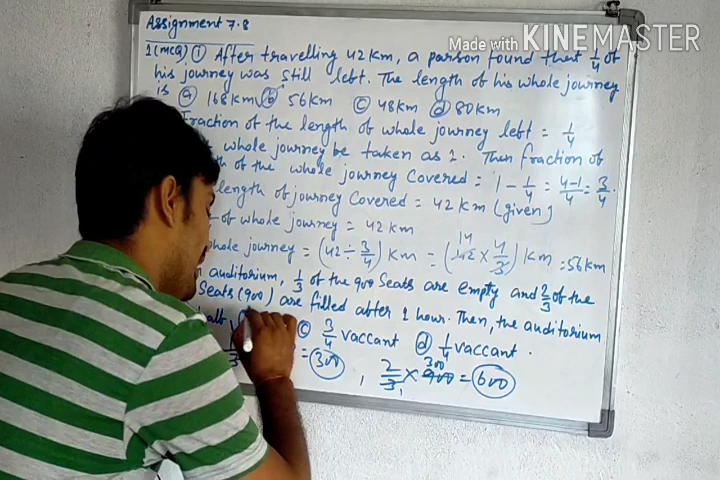 Assignment 7.8
Made with KINEMASTER
1 (MCQ) (i) After travelling 42 km, a parson found that 1/4 of
his journey was still left. The length of his whole journey
is (a) 168 km (b) 56 km (c) 48 km (d) 80 km
Fraction of the length of whole journey left = 1/4
whole journey be taken as 1. Then fraction of
of the whole journey covered = 1 - 1/4 = 4-1/4 = 3/4.
length of journey covered = 42 km (given)
of whole journey = 42 km
whole journey = (42 ÷ 3/4) km = (42 14 × 4/3) km = 56 km
auditorium, 1/3 of the 900 seats are empty and 2/3 of the
seats (900) are filled after 1 hour. Then, the auditorium
(c) 3/4 vaccant (d) 1/4 vaccant.
= 300 , 2/3 × 900 300 = 600